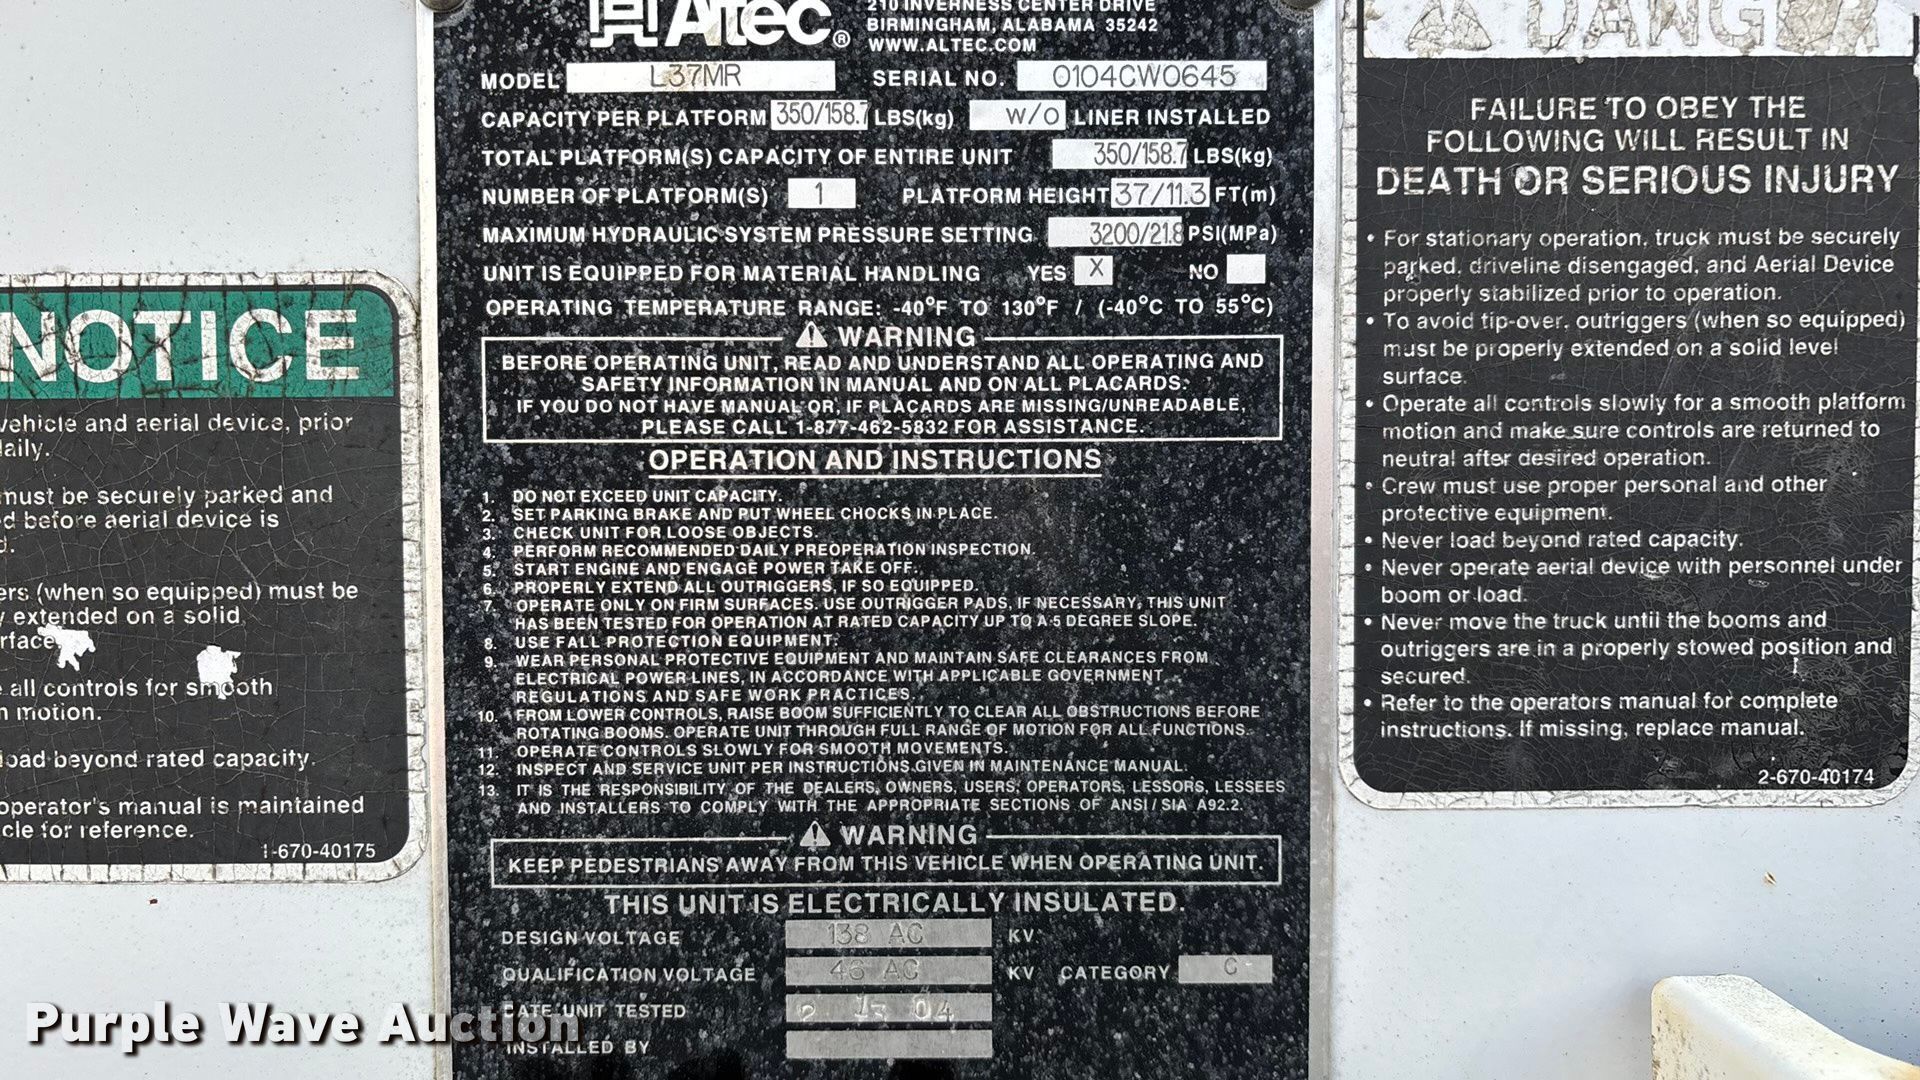 Altec®
210 INVERNESS CENTER DRIVE
BIRMINGHAM, ALABAMA 35242
WWW.ALTEC.COM
MODEL L37MR SERIAL NO. 0104CW0645
CAPACITY PER PLATFORM 350/158.7 LBS(kg) W/O LINER INSTALLED
TOTAL PLATFORM(S) CAPACITY OF ENTIRE UNIT 350/158.7 LBS(kg)
NUMBER OF PLATFORM(S) 1 PLATFORM HEIGHT 37/11.3 FT(m)
MAXIMUM HYDRAULIC SYSTEM PRESSURE SETTING 3200/21.8 PSI(MPa)
UNIT IS EQUIPPED FOR MATERIAL HANDLING YES X NO
OPERATING TEMPERATURE RANGE: -40°F TO 130°F / (-40°C TO 55°C)
WARNING
BEFORE OPERATING UNIT, READ AND UNDERSTAND ALL OPERATING AND
SAFETY INFORMATION IN MANUAL AND ON ALL PLACARDS.
IF YOU DO NOT HAVE MANUAL OR, IF PLACARDS ARE MISSING/UNREADABLE,
PLEASE CALL 1-877-462-5832 FOR ASSISTANCE.
OPERATION AND INSTRUCTIONS
1. DO NOT EXCEED UNIT CAPACITY.
2. SET PARKING BRAKE AND PUT WHEEL CHOCKS IN PLACE.
3. CHECK UNIT FOR LOOSE OBJECTS.
4. PERFORM RECOMMENDED DAILY PREOPERATION INSPECTION.
5. START ENGINE AND ENGAGE POWER TAKE OFF.
6. PROPERLY EXTEND ALL OUTRIGGERS, IF SO EQUIPPED.
7. OPERATE ONLY ON FIRM SURFACES. USE OUTRIGGER PADS, IF NECESSARY, THIS UNIT
HAS BEEN TESTED FOR OPERATION AT RATED CAPACITY UP TO A 5 DEGREE SLOPE.
8. USE FALL PROTECTION EQUIPMENT.
9. WEAR PERSONAL PROTECTIVE EQUIPMENT AND MAINTAIN SAFE CLEARANCES FROM
ELECTRICAL POWER LINES, IN ACCORDANCE WITH APPLICABLE GOVERNMENT
REGULATIONS AND SAFE WORK PRACTICES.
10. FROM LOWER CONTROLS, RAISE BOOM SUFFICIENTLY TO CLEAR ALL OBSTRUCTIONS BEFORE
ROTATING BOOMS. OPERATE UNIT THROUGH FULL RANGE OF MOTION FOR ALL FUNCTIONS.
11. OPERATE CONTROLS SLOWLY FOR SMOOTH MOVEMENTS.
12. INSPECT AND SERVICE UNIT PER INSTRUCTIONS GIVEN IN MAINTENANCE MANUAL.
13. IT IS THE RESPONSIBILITY OF THE DEALERS, OWNERS, USERS, OPERATORS, LESSORS, LESSEES
AND INSTALLERS TO COMPLY WITH THE APPROPRIATE SECTIONS OF ANSI / SIA A92.2.
WARNING
KEEP PEDESTRIANS AWAY FROM THIS VEHICLE WHEN OPERATING UNIT.
THIS UNIT IS ELECTRICALLY INSULATED.
DESIGN VOLTAGE 138 AC KV
QUALIFICATION VOLTAGE 46 AC KV CATEGORY C
DATE UNIT TESTED 2 13 04
INSTALLED BY
NOTICE
vehicle and aerial device, prior
daily.
must be securely parked and
before aerial device is
(when so equipped) must be
extended on a solid
all controls for smooth
motion.
load beyond rated capacity.
operator's manual is maintained
for reference.
1-670-40175
DANGER
FAILURE TO OBEY THE
FOLLOWING WILL RESULT IN
DEATH OR SERIOUS INJURY
• For stationary operation, truck must be securely
parked, driveline disengaged, and Aerial Device
properly stabilized prior to operation.
• To avoid tip-over, outriggers (when so equipped)
must be properly extended on a solid level
surface.
• Operate all controls slowly for a smooth platform
motion and make sure controls are returned to
neutral after desired operation.
• Crew must use proper personal and other
protective equipment.
• Never load beyond rated capacity.
• Never operate aerial device with personnel under
boom or load.
• Never move the truck until the booms and
outriggers are in a properly stowed position and
secured.
• Refer to the operators manual for complete
instructions. If missing, replace manual.
2-670-40174
Purple Wave Auction